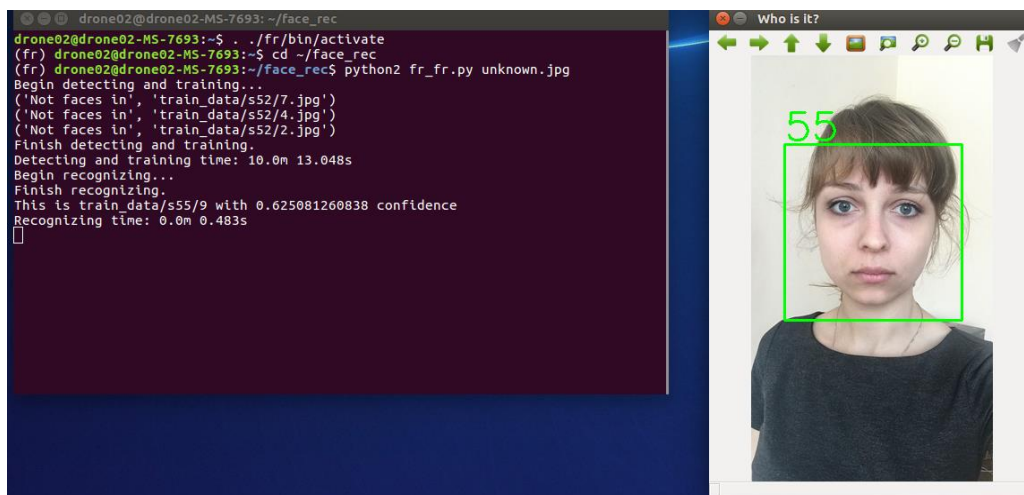 drone02@drone02-MS-7693: ~/face_rec
drone02@drone02-MS-7693:~$ . ./fr/bin/activate
(fr) drone02@drone02-MS-7693:~$ cd ~/face_rec
(fr) drone02@drone02-MS-7693:~/face_rec$ python2 fr_fr.py unknown.jpg
Begin detecting and training...
('Not faces in', 'train_data/s52/7.jpg')
('Not faces in', 'train_data/s52/4.jpg')
('Not faces in', 'train_data/s52/2.jpg')
Finish detecting and training.
Detecting and training time: 10.0m 13.048s
Begin recognizing...
Finish recognizing.
This is train_data/s55/9 with 0.625081260838 confidence
Recognizing time: 0.0m 0.483s
Who is it?
55